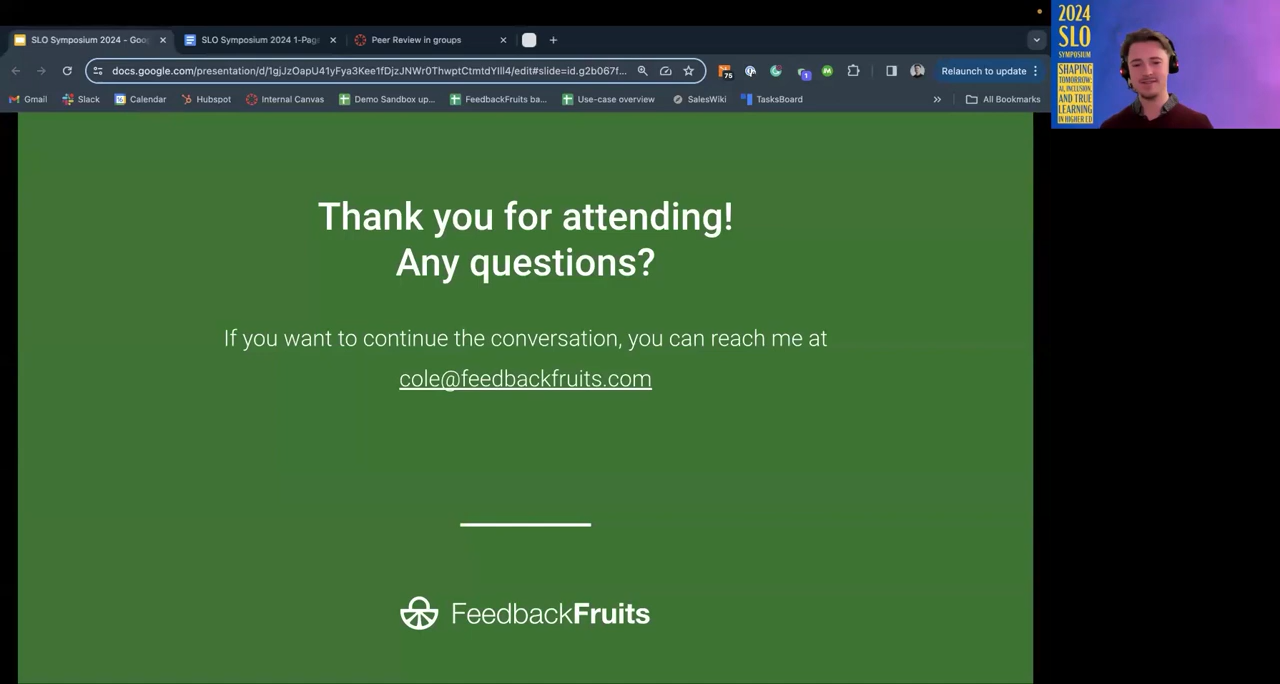 SLO Symposium 2024 - Goo
SLO Symposium 2024 1-Page
Peer Review in groups
docs.google.com/presentation/d/1gjJzOapU41yFya3Kee1fDjzJNWr0ThwptCtmtdYIll4/edit#slide=id.g2b067f...
75
1
Relaunch to update
Gmail
Slack
Calendar
Hubspot
Internal Canvas
Demo Sandbox up...
FeedbackFruits ba...
Use-case overview
SalesWiki
TasksBoard
All Bookmarks
2024
SLO
SYMPOSIUM
SHAPING
TOMORROW:
AI, INCLUSION,
AND TRUE
LEARNING
IN HIGHER ED
Thank you for attending!
Any questions?
If you want to continue the conversation, you can reach me at
cole@feedbackfruits.com
FeedbackFruits